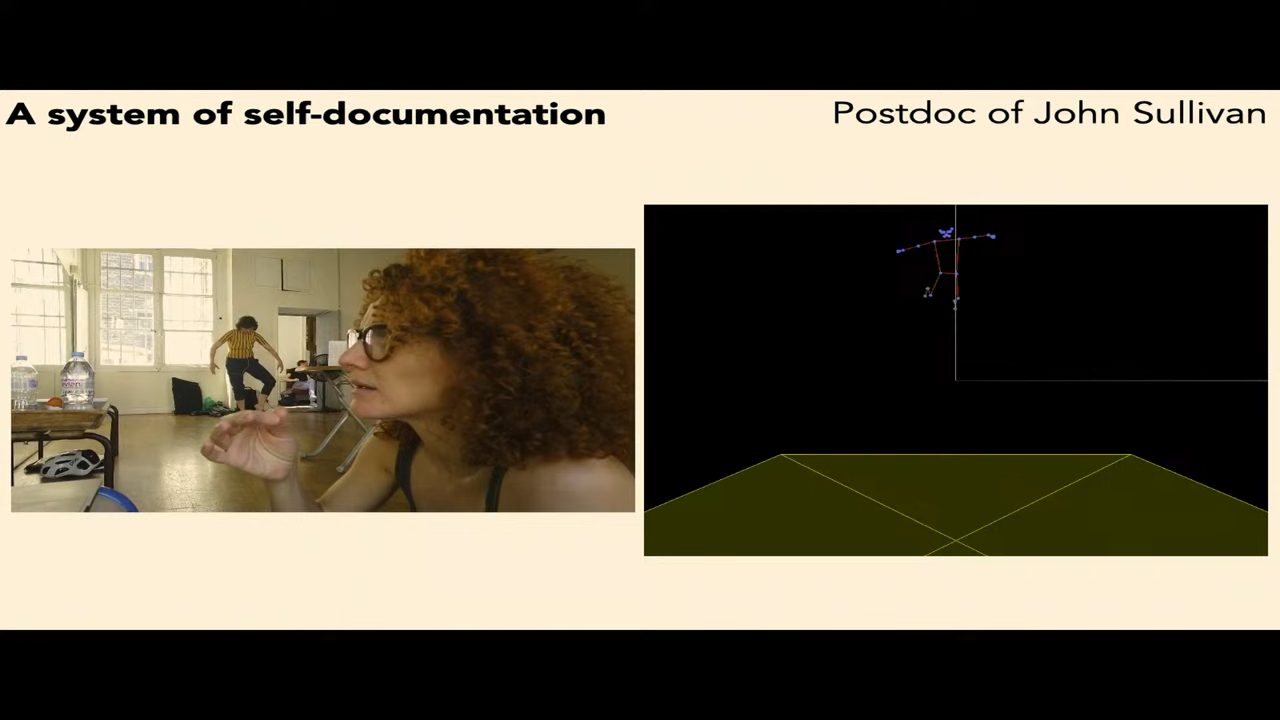 A system of self-documentation
Postdoc of John Sullivan